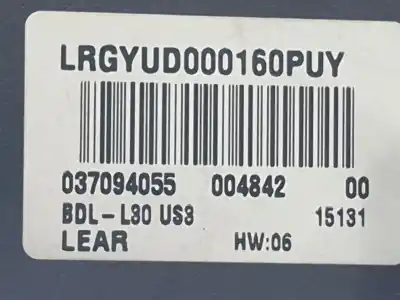 LRGYUD000160PUY
037094055 004842 00
BDL-L30 US3 15131
LEAR HW:06